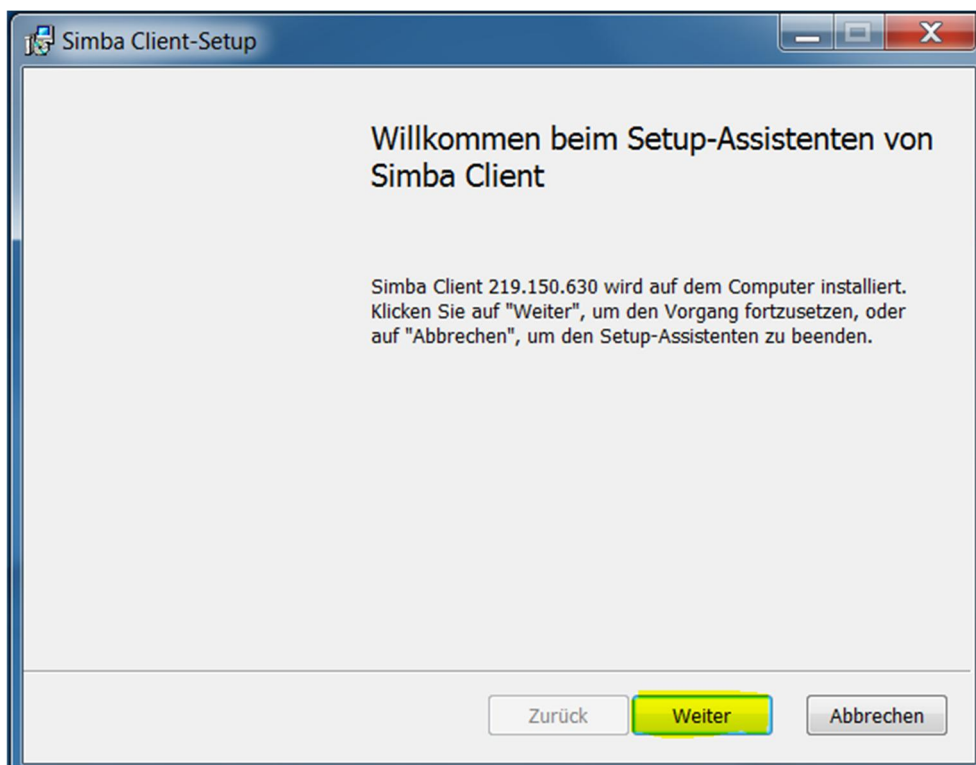 Simba Client-Setup
Willkommen beim Setup-Assistenten von
Simba Client
Simba Client 219.150.630 wird auf dem Computer installiert.
Klicken Sie auf "Weiter", um den Vorgang fortzusetzen, oder
auf "Abbrechen", um den Setup-Assistenten zu beenden.
Zurück Weiter Abbrechen